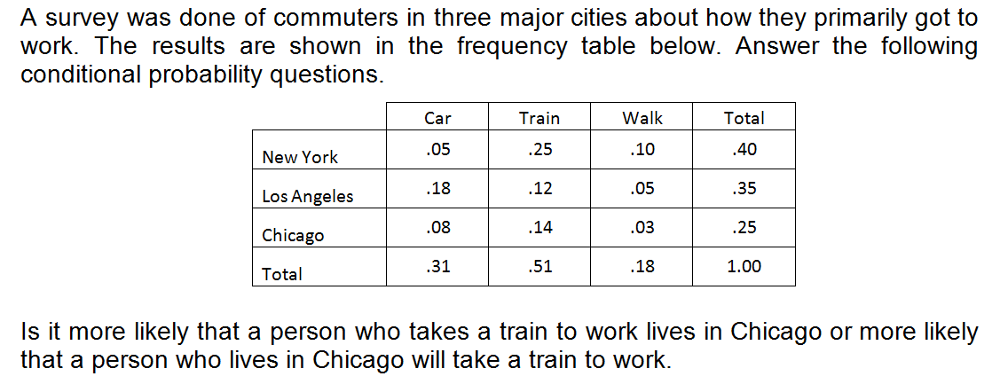 A survey was done of commuters in three major cities about how they primarily got to
work. The results are shown in the frequency table below. Answer the following
conditional probability questions.
Car Train Walk Total
New York .05 .25 .10 .40
Los Angeles .18 .12 .05 .35
Chicago .08 .14 .03 .25
Total .31 .51 .18 1.00
Is it more likely that a person who takes a train to work lives in Chicago or more likely
that a person who lives in Chicago will take a train to work.